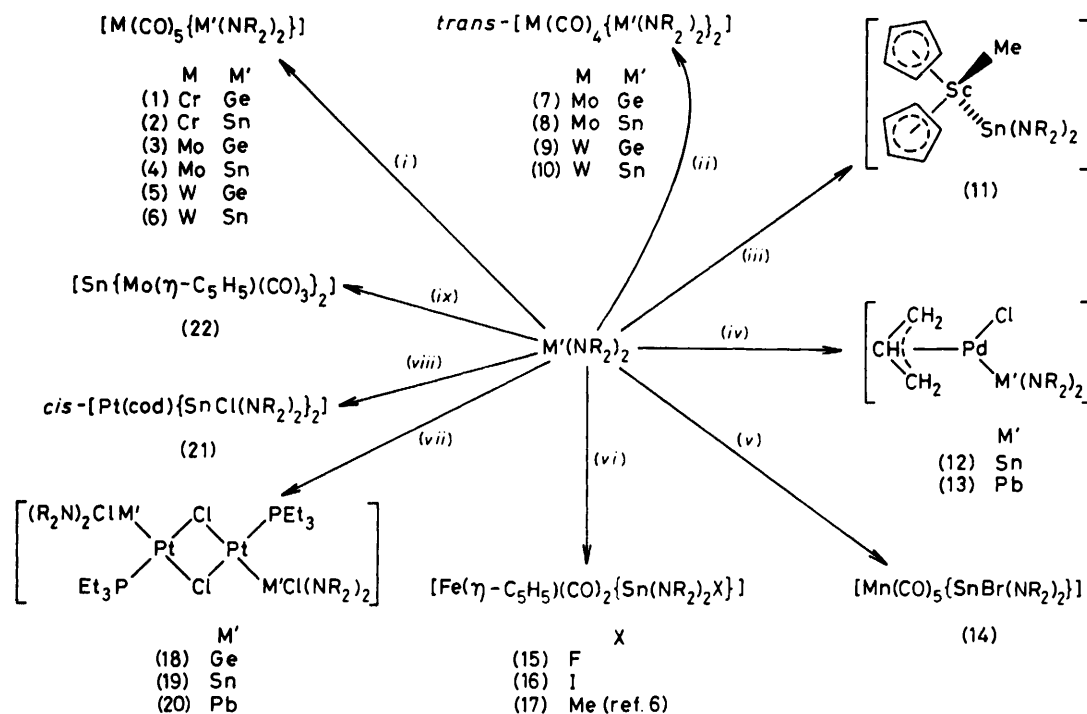 [M(CO)₅{M′(NR₂)₂}]
M M′
(1) Cr Ge
(2) Cr Sn
(3) Mo Ge
(4) Mo Sn
(5) W Ge
(6) W Sn
(i)
trans-[M(CO)₄{M′(NR₂)₂}₂]
M M′
(7) Mo Ge
(8) Mo Sn
(9) W Ge
(10) W Sn
(ii)
Me
Sc
Sn(NR₂)₂
(11)
(iii)
[Sn{Mo(η-C₅H₅)(CO)₃}₂]
(22)
(ix)
M′(NR₂)₂
(iv)
CH₂
CH
CH₂
Pd
Cl
M′(NR₂)₂
M′
(12) Sn
(13) Pb
(viii)
cis-[Pt(cod){SnCl(NR₂)₂}₂]
(21)
(vii)
(vi)
(v)
(R₂N)₂ClM′
Cl
PEt₃
Pt
Pt
Et₃P
Cl
M′Cl(NR₂)₂
M′
(18) Ge
(19) Sn
(20) Pb
[Fe(η-C₅H₅)(CO)₂{Sn(NR₂)₂X}]
X
(15) F
(16) I
(17) Me (ref. 6)
[Mn(CO)₅{SnBr(NR₂)₂}]
(14)